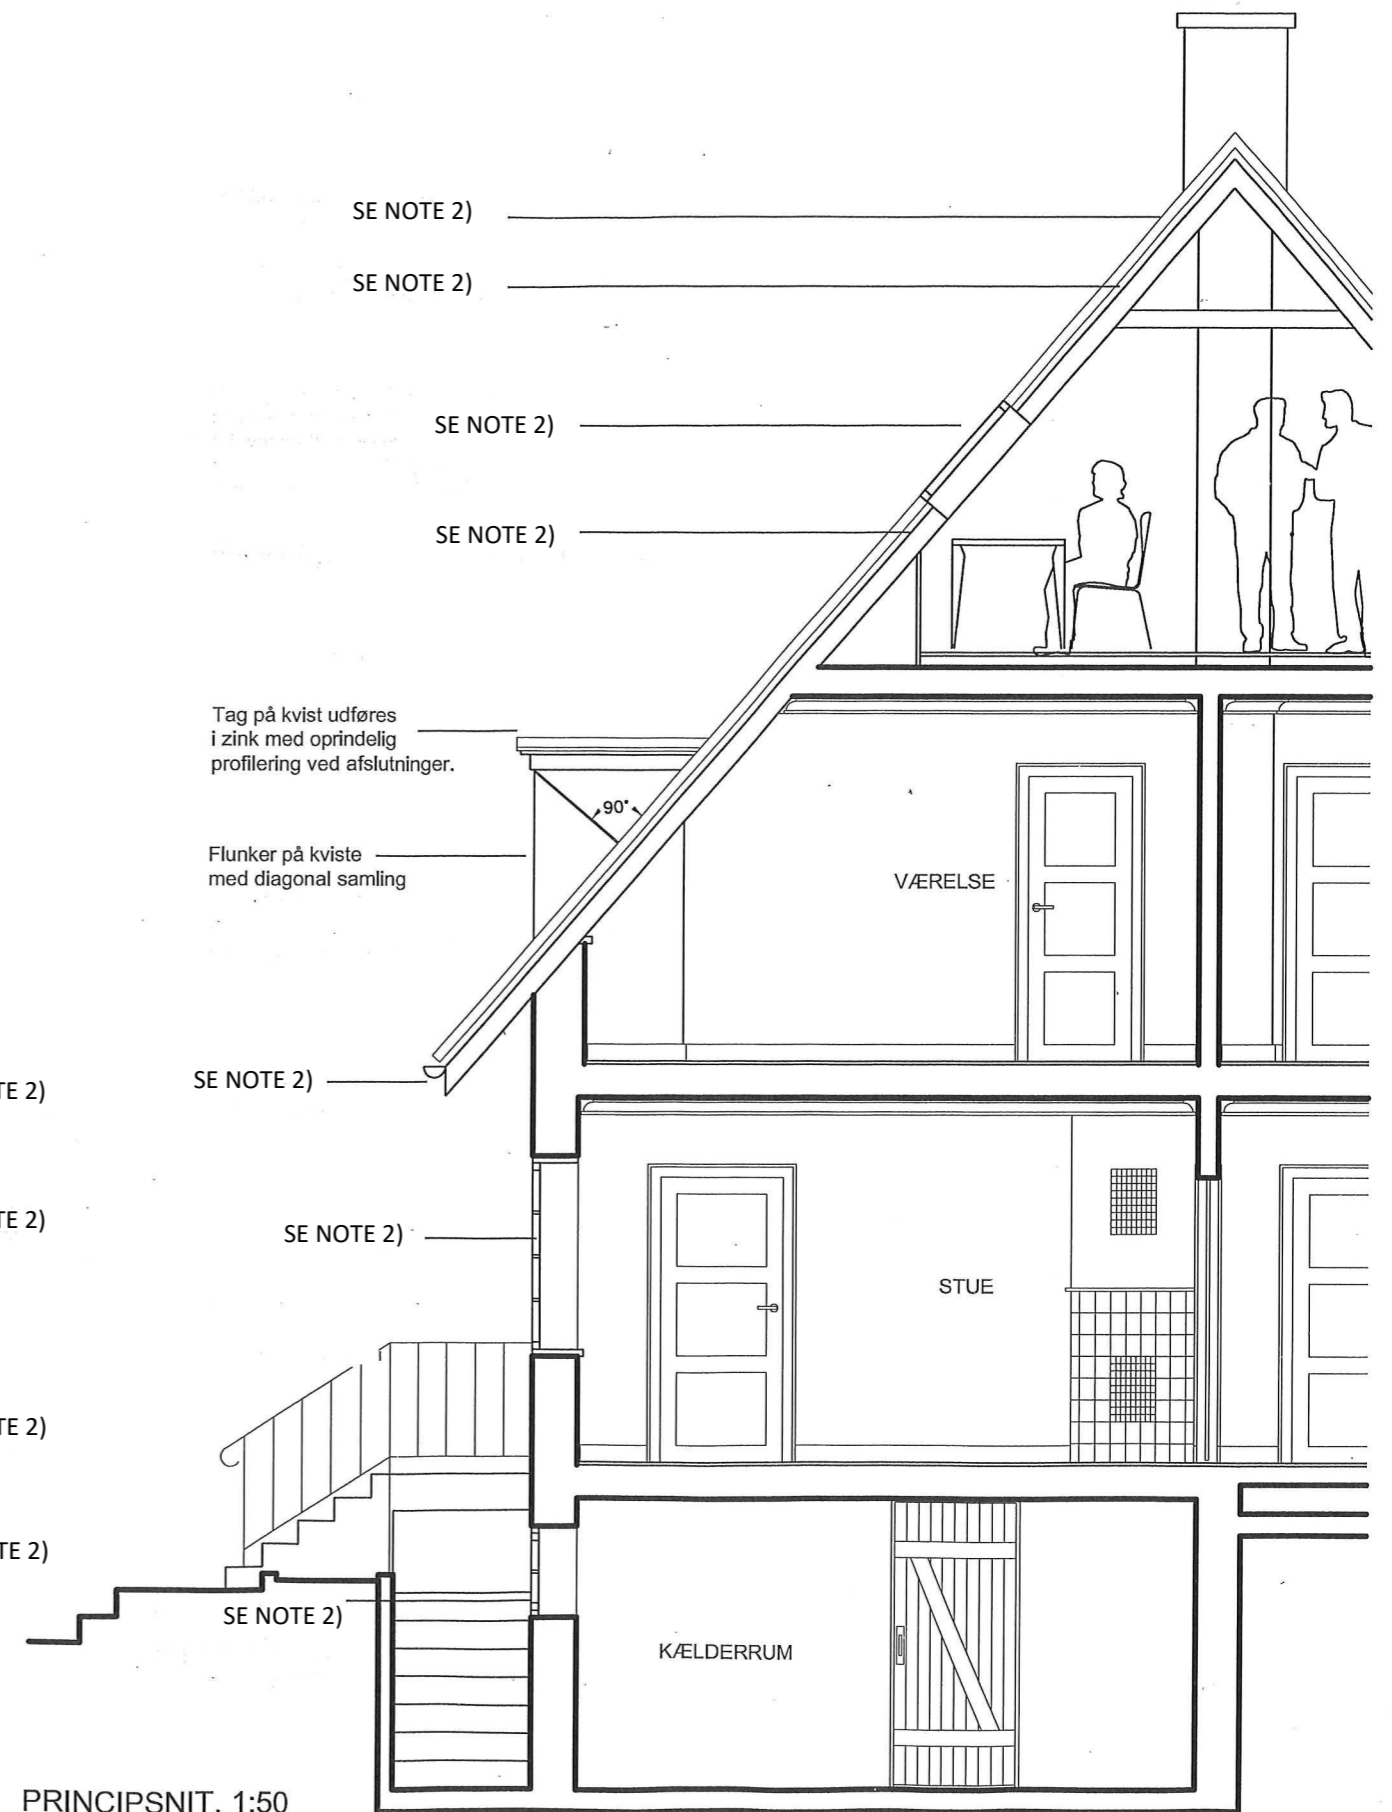 SE NOTE 2)
SE NOTE 2)
SE NOTE 2)
SE NOTE 2)
Tag på kvist udføres
i zink med oprindelig
profilering ved afslutninger.
90°
Flunker på kviste
med diagonal samling
VÆRELSE
SE NOTE 2)
TE 2)
TE 2)
SE NOTE 2)
STUE
TE 2)
TE 2)
SE NOTE 2)
KÆLDERRUM
PRINCIPSNIT. 1:50